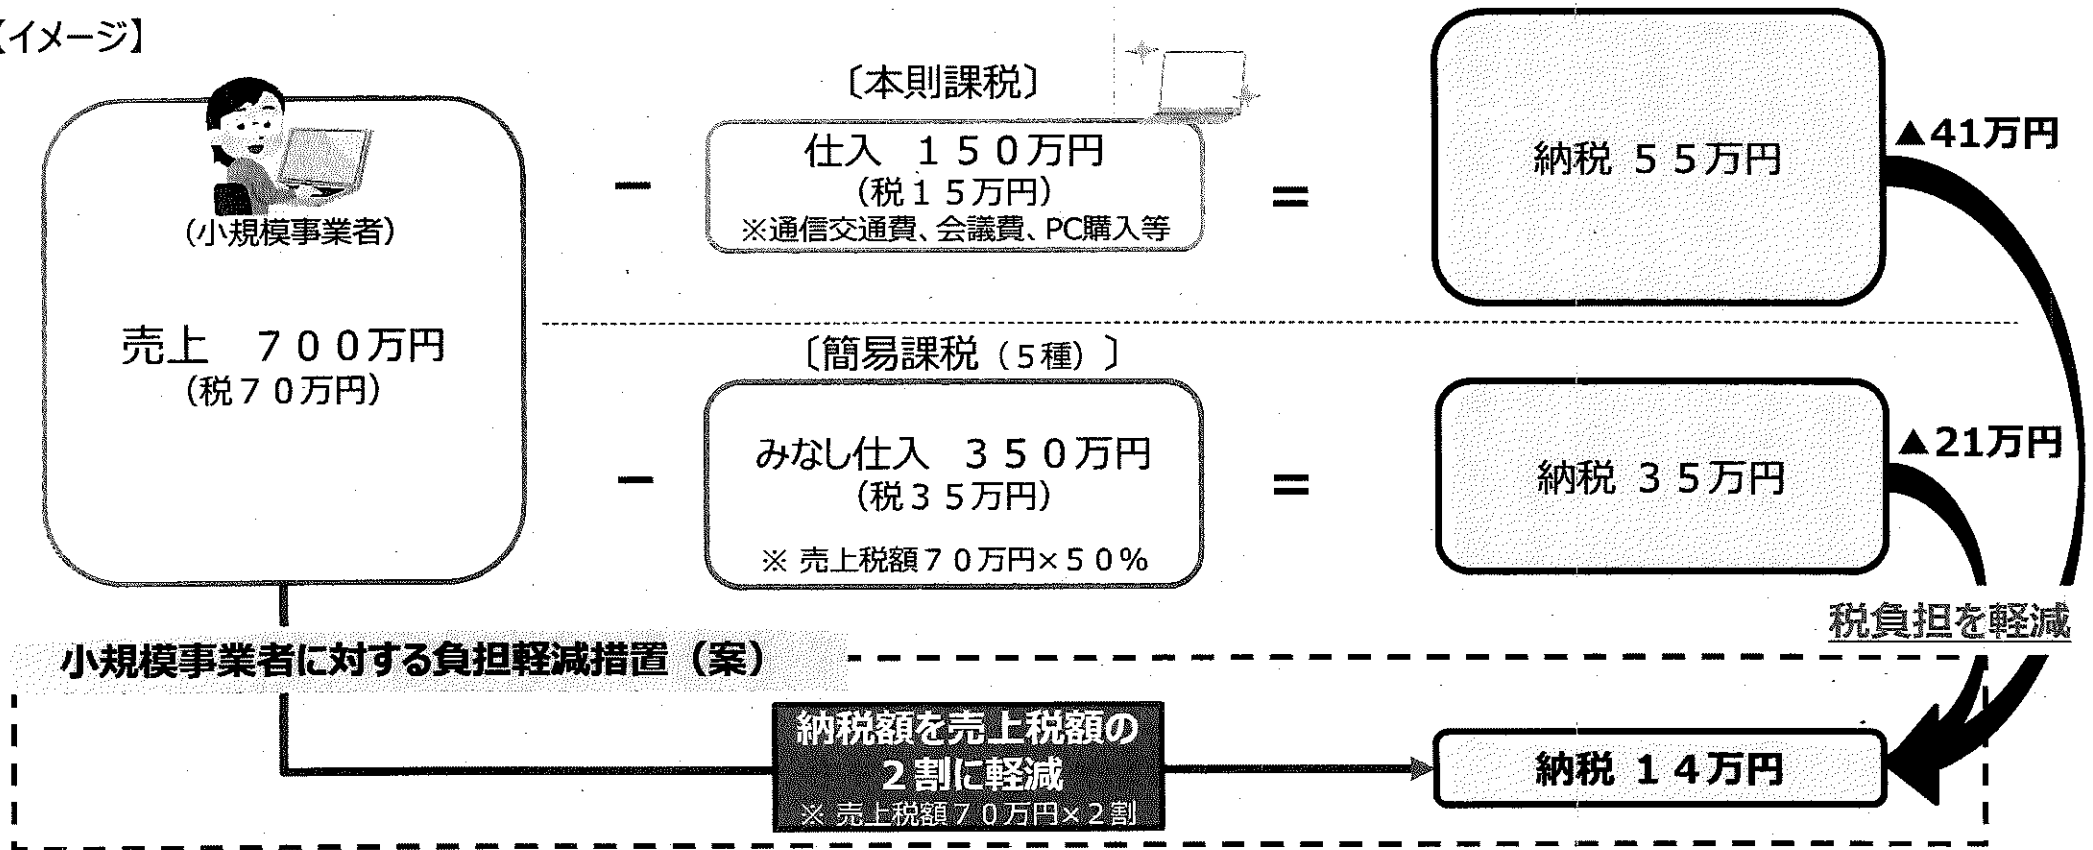 【イメージ】
(小規模事業者)
売上 700万円
(税70万円)
〔本則課税〕
－
仕入 150万円
(税15万円)
※通信交通費、会議費、PC購入等
＝
納税 55万円
▲41万円
〔簡易課税（5種）〕
－
みなし仕入 350万円
(税35万円)
※ 売上税額70万円×50%
＝
納税 35万円
▲21万円
税負担を軽減
小規模事業者に対する負担軽減措置（案）
納税額を売上税額の
2割に軽減
※ 売上税額70万円×2割
納税 14万円